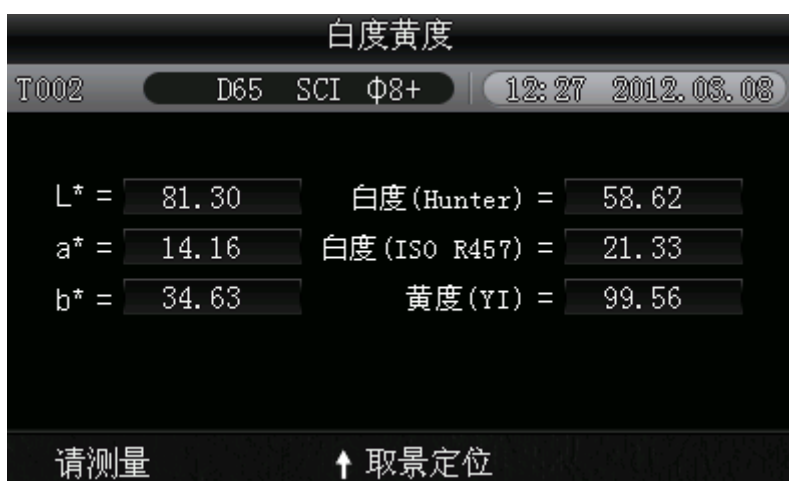 白度黄度
T002 D65 SCI Φ8+ 12:27 2012.08.08
L* = 81.30 白度(Hunter) = 58.62
a* = 14.16 白度(ISO R457) = 21.33
b* = 34.63 黄度(YI) = 99.56
请测量 ↑取景定位